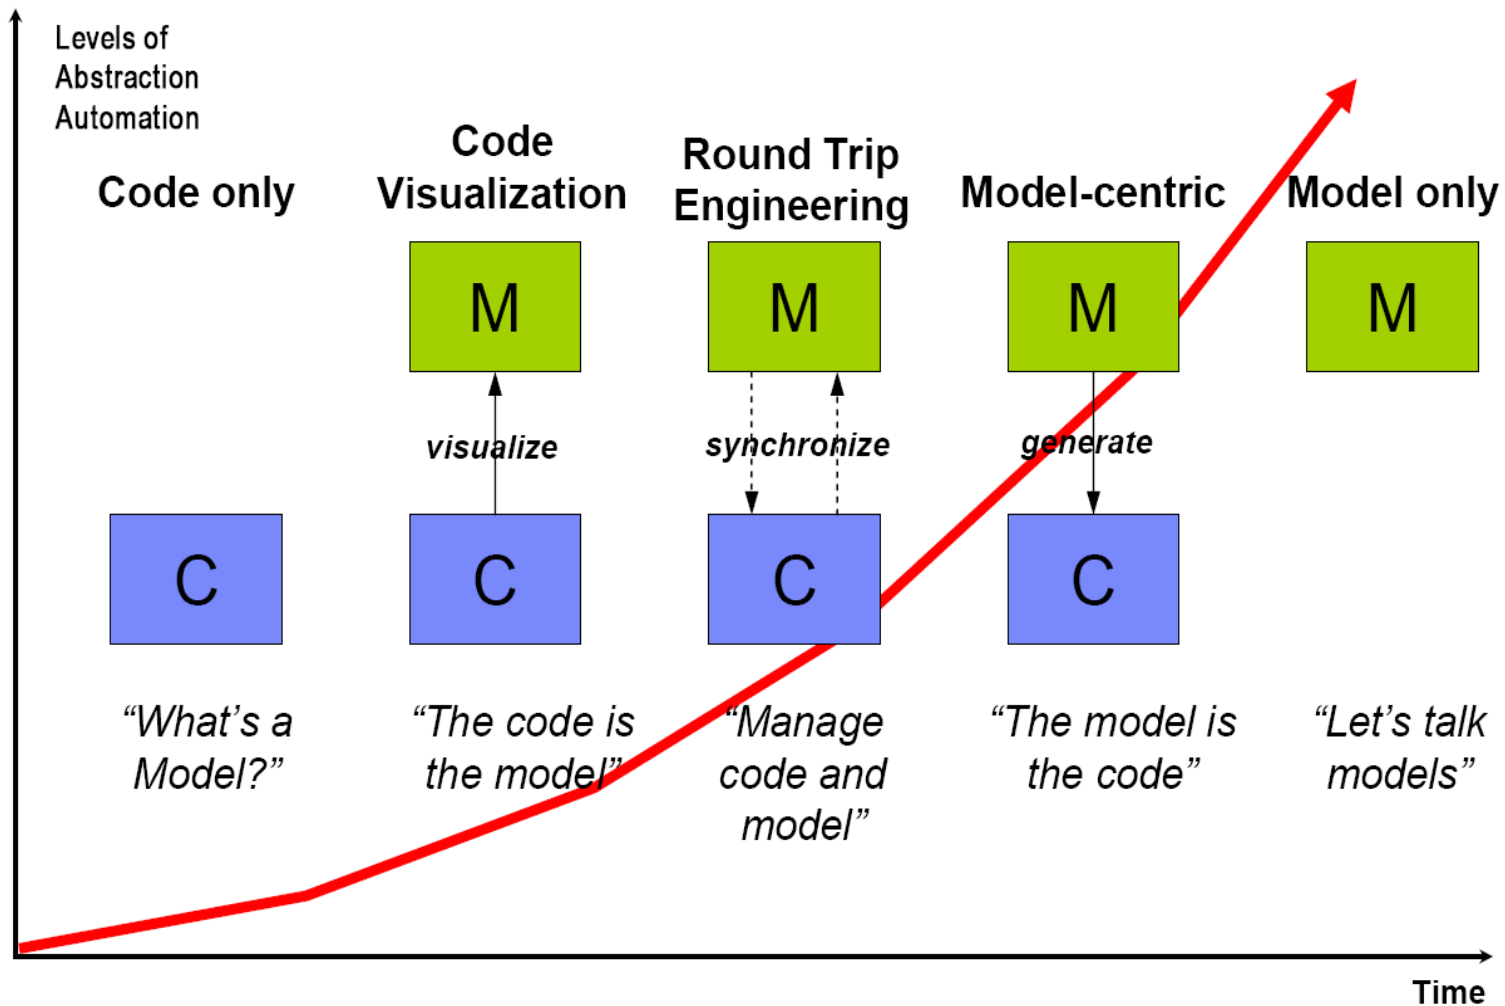 Levels of
Abstraction
Automation
Code only
Code
Visualization
Round Trip
Engineering
Model-centric
Model only
M
M
M
M
visualize
synchronize
generate
C
C
C
C
“What’s a
Model?”
“The code is
the model”
“Manage
code and
model”
“The model is
the code”
“Let’s talk
models”
Time